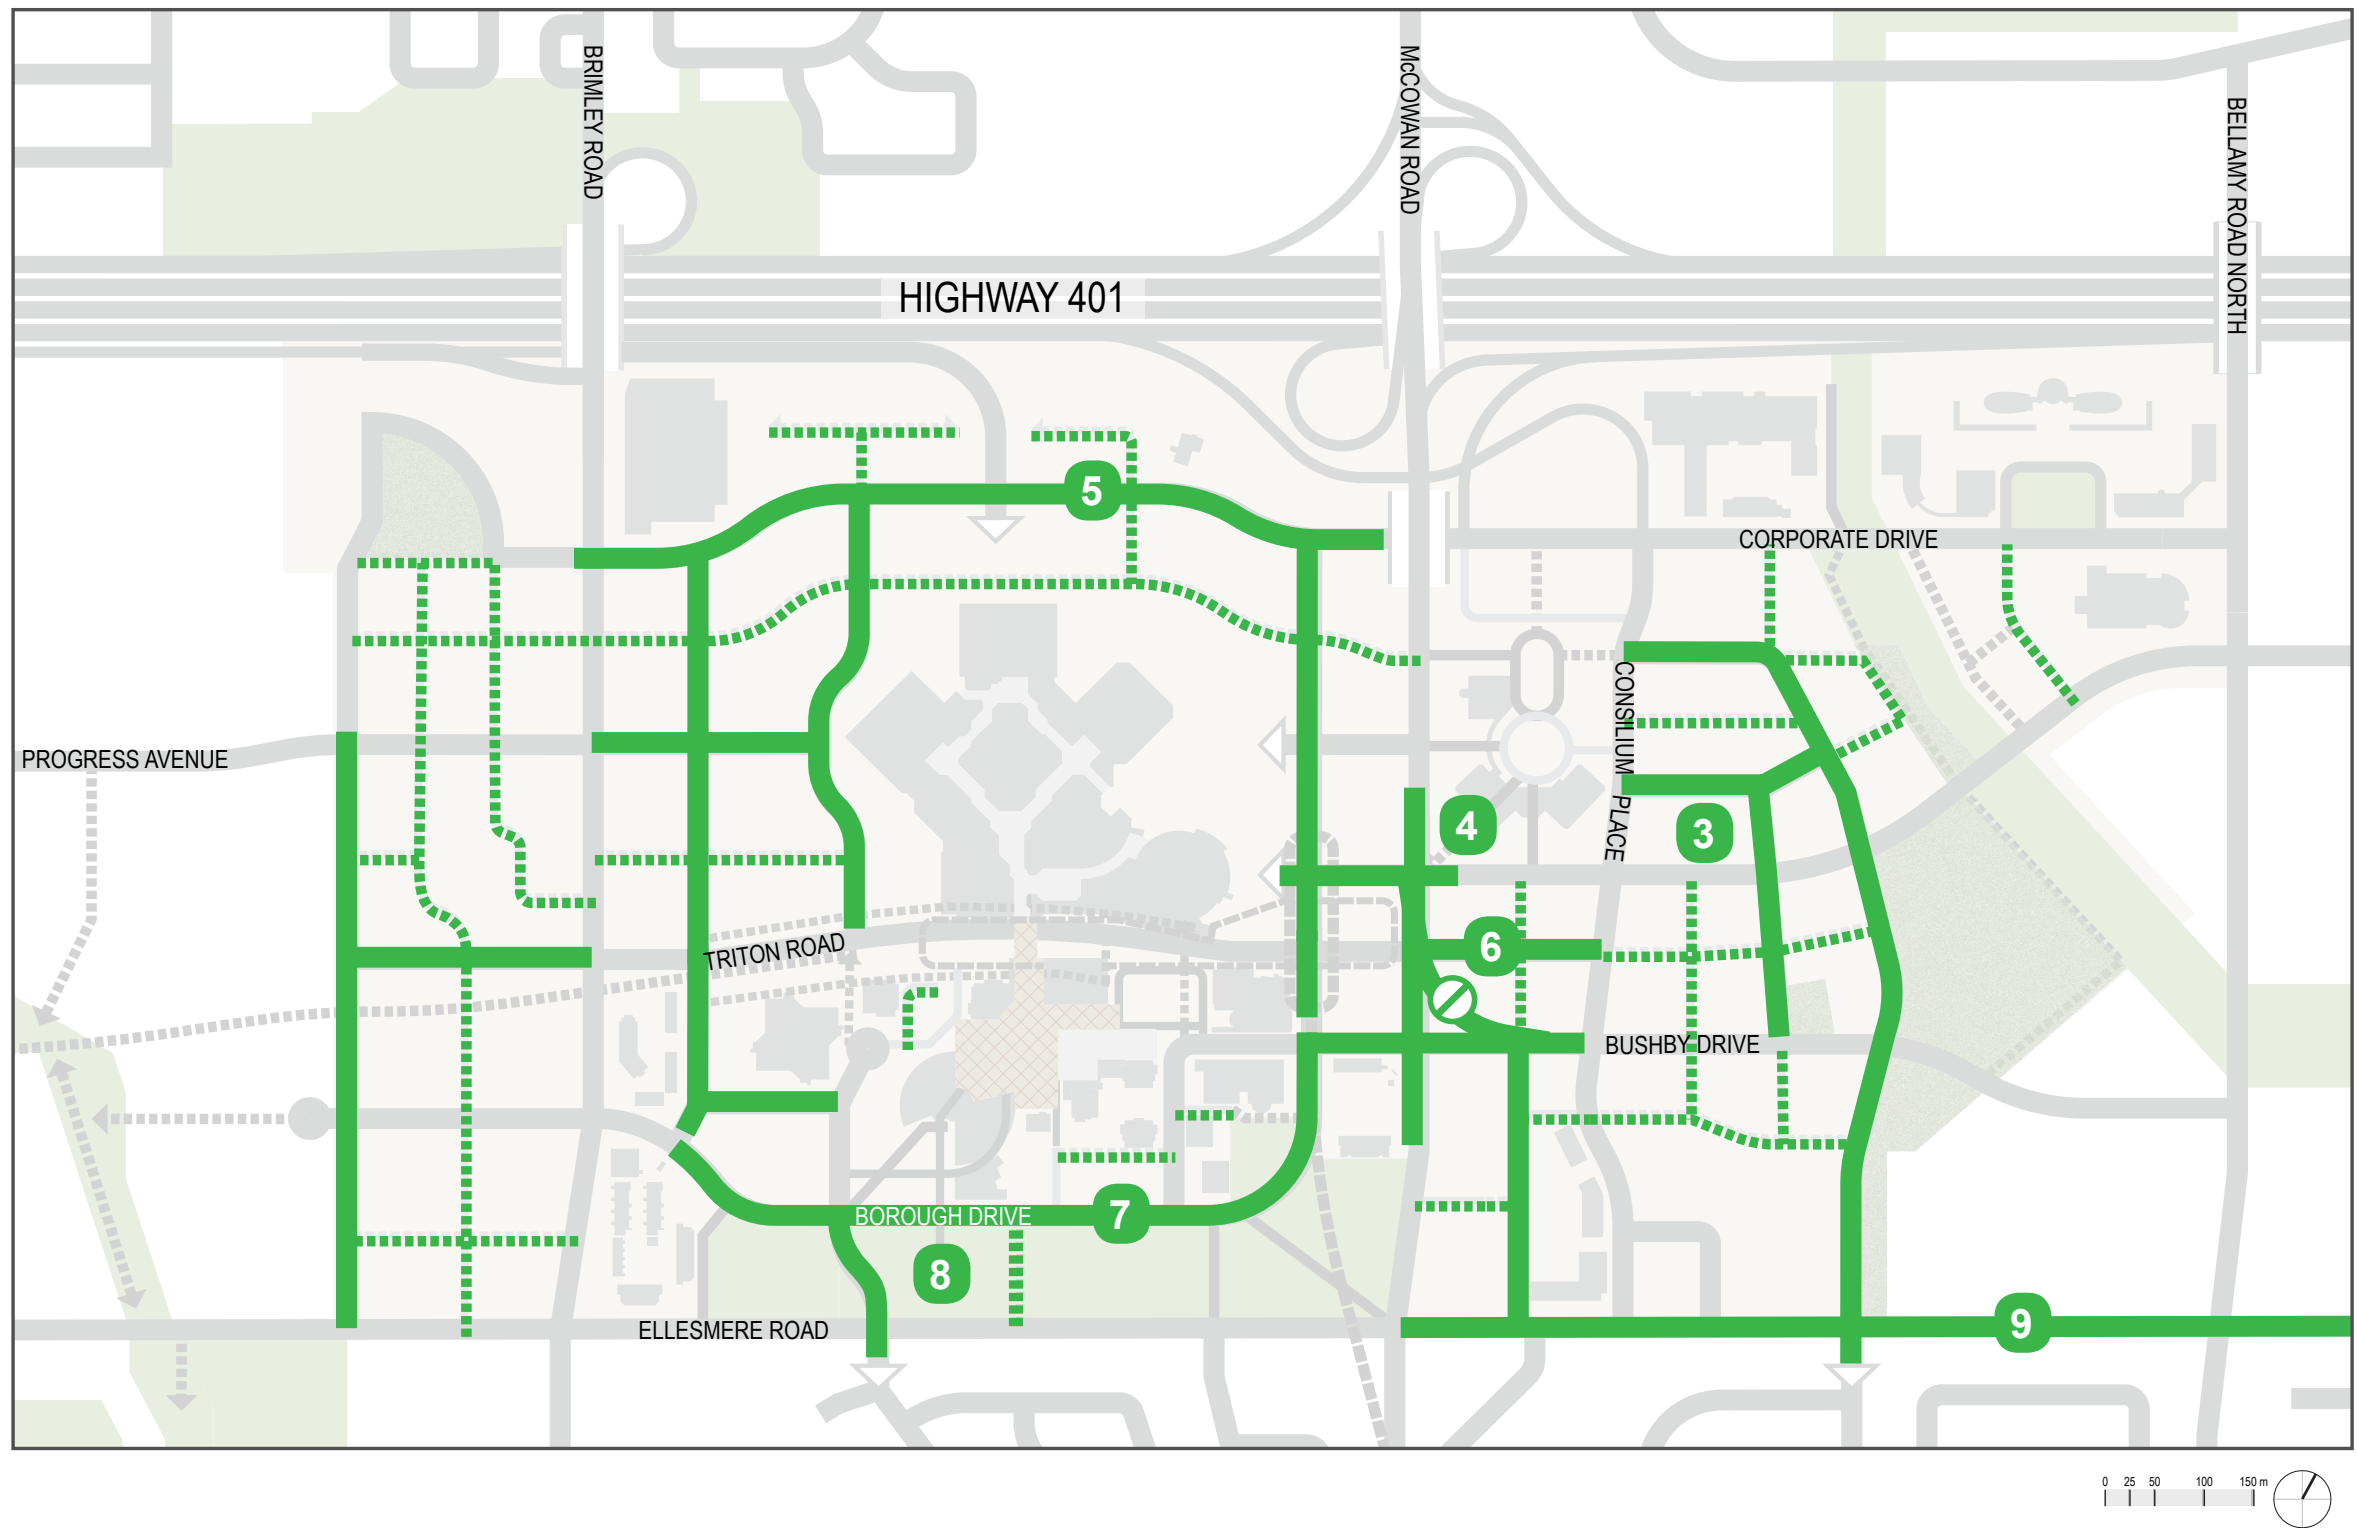 BRIMLEY ROAD
McCOWAN ROAD
BELLAMY ROAD NORTH
HIGHWAY 401
5
CORPORATE DRIVE
CONSILIUM PLACE
PROGRESS AVENUE
4
3
6
TRITON ROAD
BUSHBY DRIVE
7
BOROUGH DRIVE
8
9
ELLESMERE ROAD
0 25 50 100 150 m